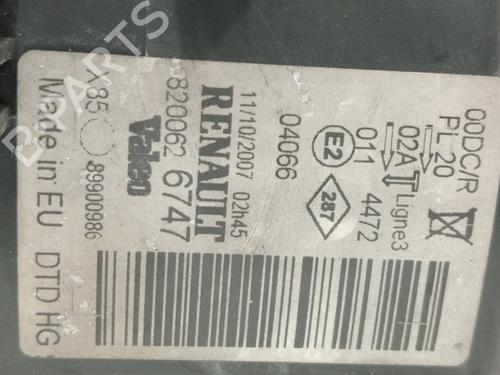 00DC/R
PL 20
02A Ligne3
011 4472
E2 287
04066
11/10/2007 02h45
RENAULT
820062 6747
Valeo
X85 89900986
Made in EU DTD HG
B-PARTS